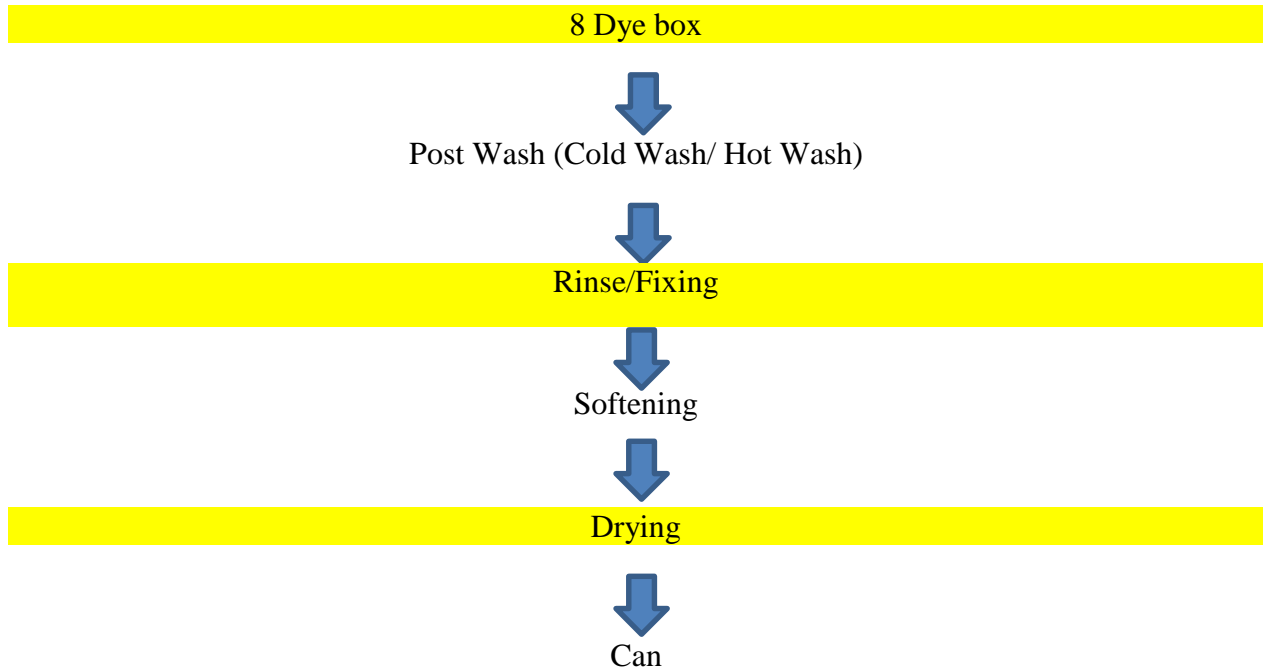 8 Dye box
Post Wash (Cold Wash/ Hot Wash)
Rinse/Fixing
Softening
Drying
Can